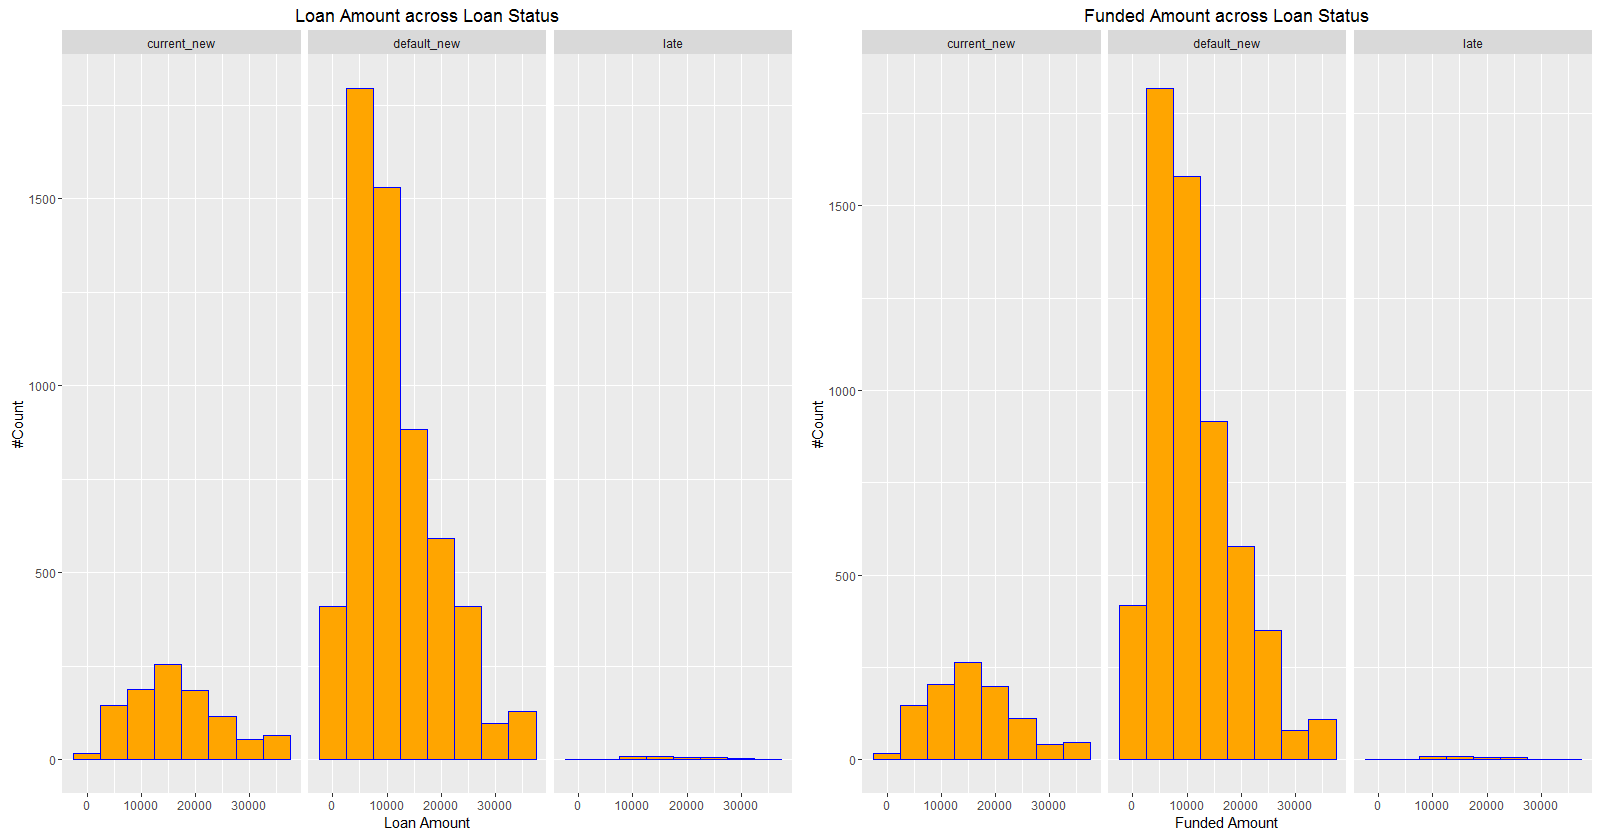 Loan Amount across Loan Status
current_new default_new late
1500
1000
500
0
#Count
0 10000 20000 30000 0 10000 20000 30000 0 10000 20000 30000
Loan Amount
Funded Amount across Loan Status
current_new default_new late
1500
1000
500
0
#Count
0 10000 20000 30000 0 10000 20000 30000 0 10000 20000 30000
Funded Amount